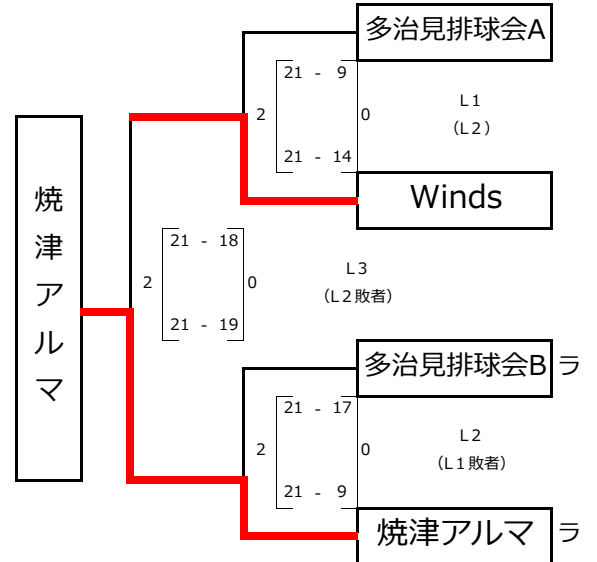 多治見排球会A
21 - 9
2 0
21 - 14
L1
(L2)
Winds
焼津アルマ
21 - 18
2 0
21 - 19
L3
(L2敗者)
多治見排球会B ラ
21 - 17
2 0
21 - 9
L2
(L1敗者)
焼津アルマ ラ